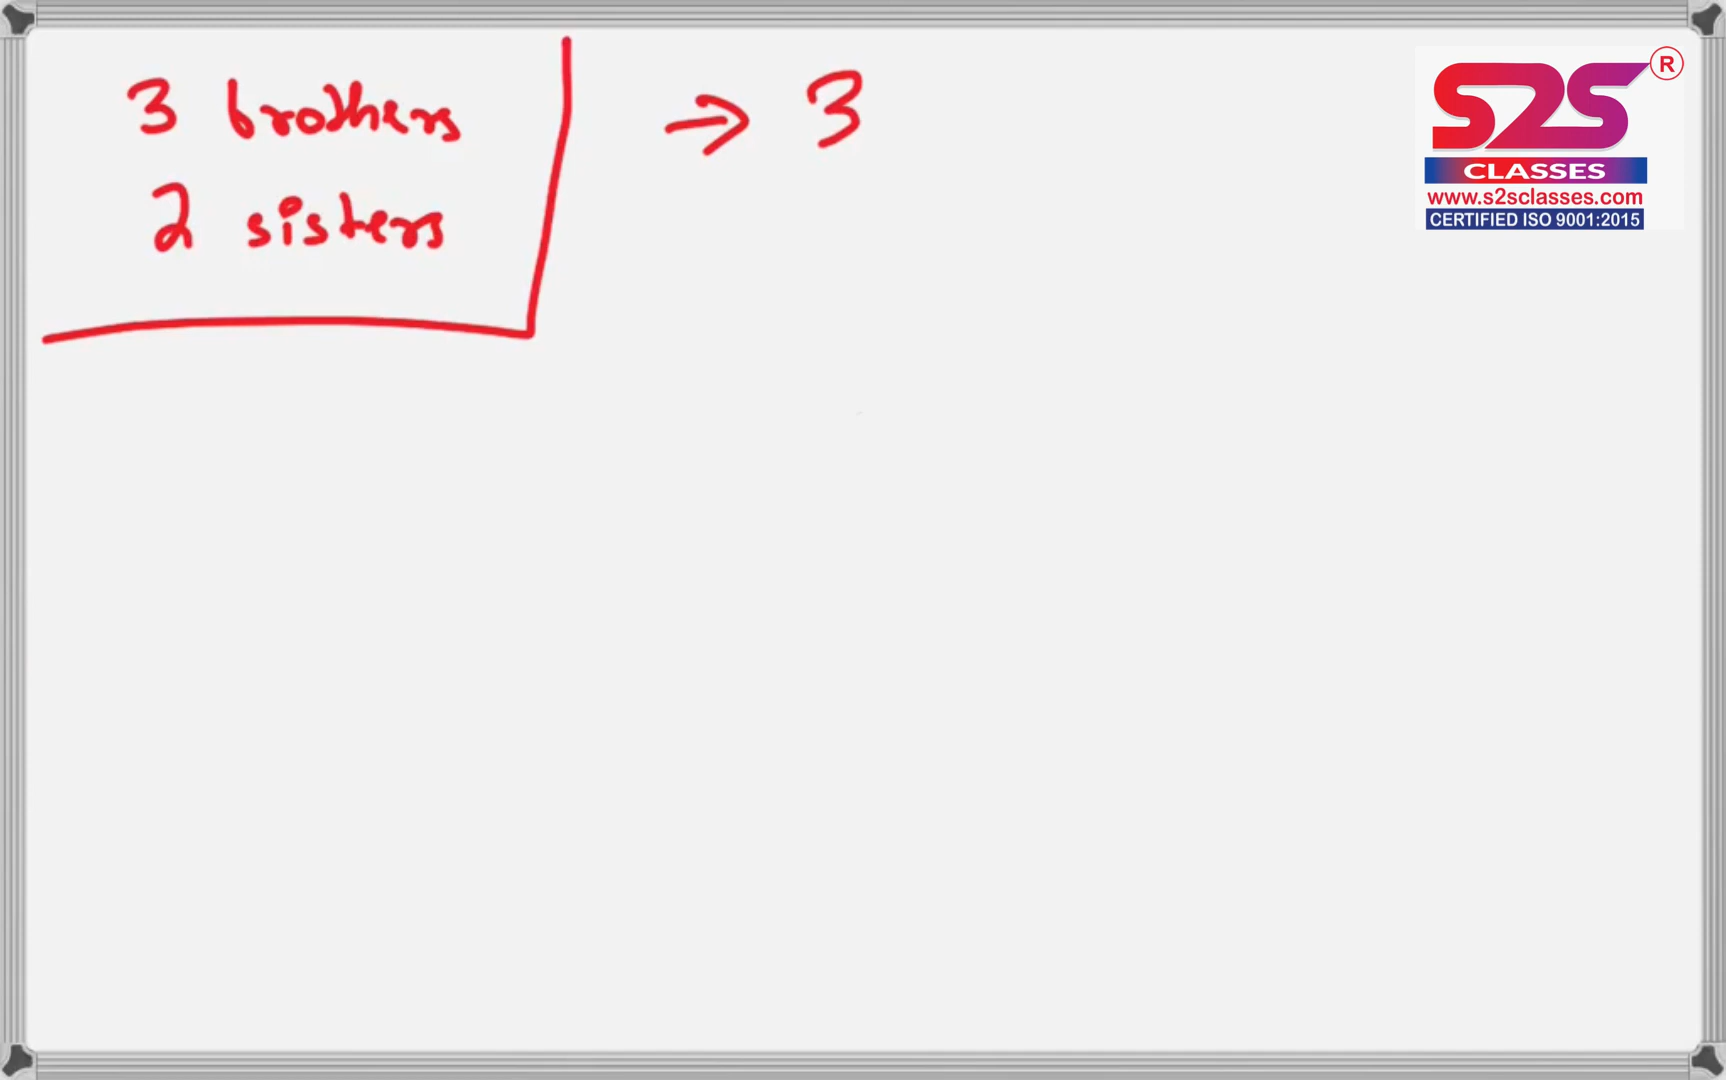 3 brothers → 3
2 sisters
S2S ®
CLASSES
www.s2sclasses.com
CERTIFIED ISO 9001:2015